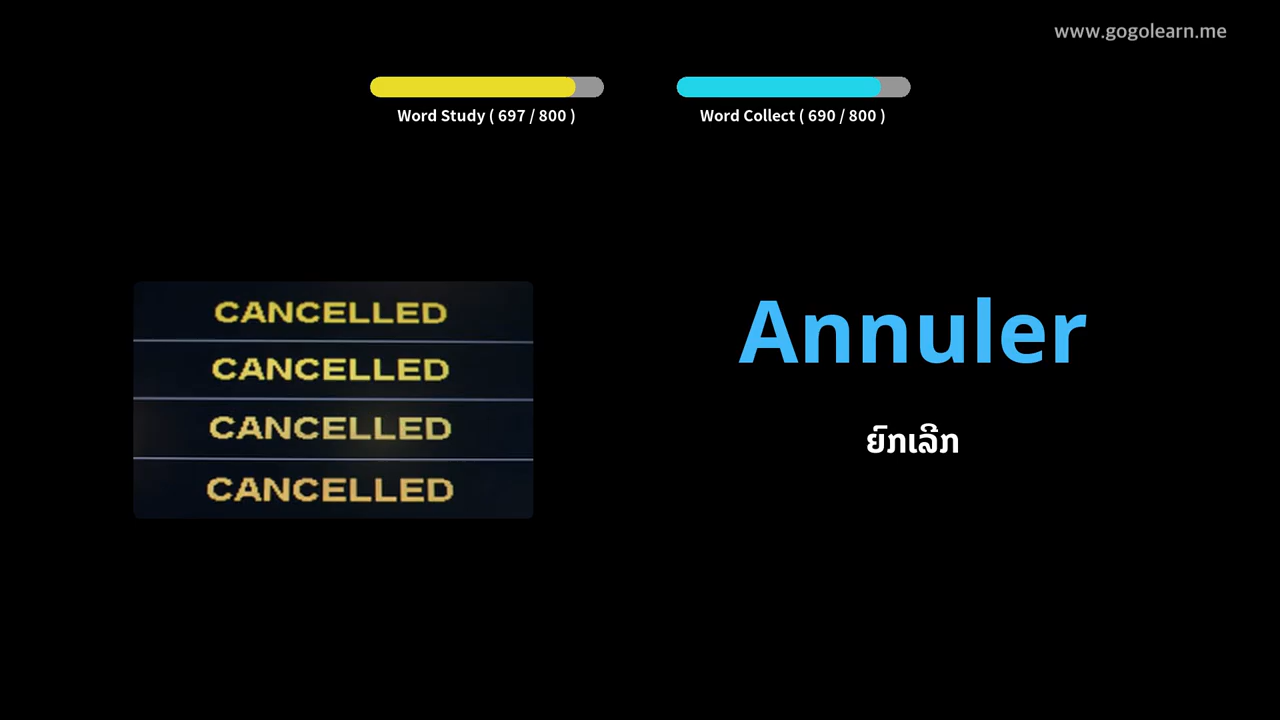 www.gogolearn.me
Word Study ( 697 / 800 )
Word Collect ( 690 / 800 )
CANCELLED
CANCELLED
CANCELLED
CANCELLED
Annuler
ຍົກເລີກ